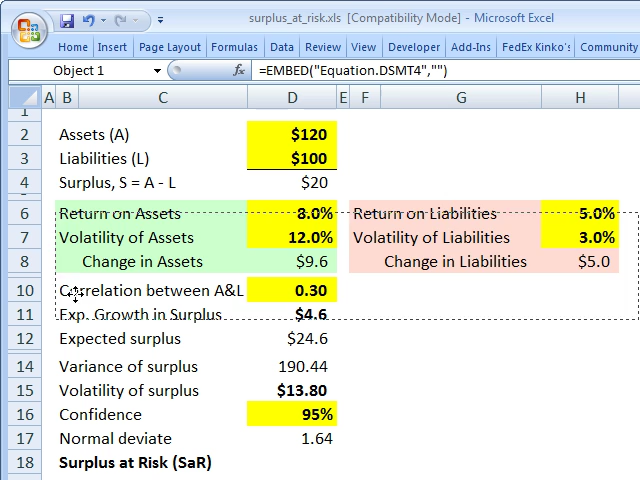 surplus_at_risk.xls [Compatibility Mode] - Microsoft Excel
Home Insert Page Layout Formulas Data Review View Developer Add-Ins FedEx Kinko's Community
Object 1 fx =EMBED("Equation.DSMT4","")
A B C D E F G H
1
2 Assets (A) $120
3 Liabilities (L) $100
4 Surplus, S = A - L $20
6 Return on Assets 8.0% Return on Liabilities 5.0%
7 Volatility of Assets 12.0% Volatility of Liabilities 3.0%
8 Change in Assets $9.6 Change in Liabilities $5.0
10 Correlation between A&L 0.30
11 Exp. Growth in Surplus $4.6
12 Expected surplus $24.6
14 Variance of surplus 190.44
15 Volatility of surplus $13.80
16 Confidence 95%
17 Normal deviate 1.64
18 Surplus at Risk (SaR)